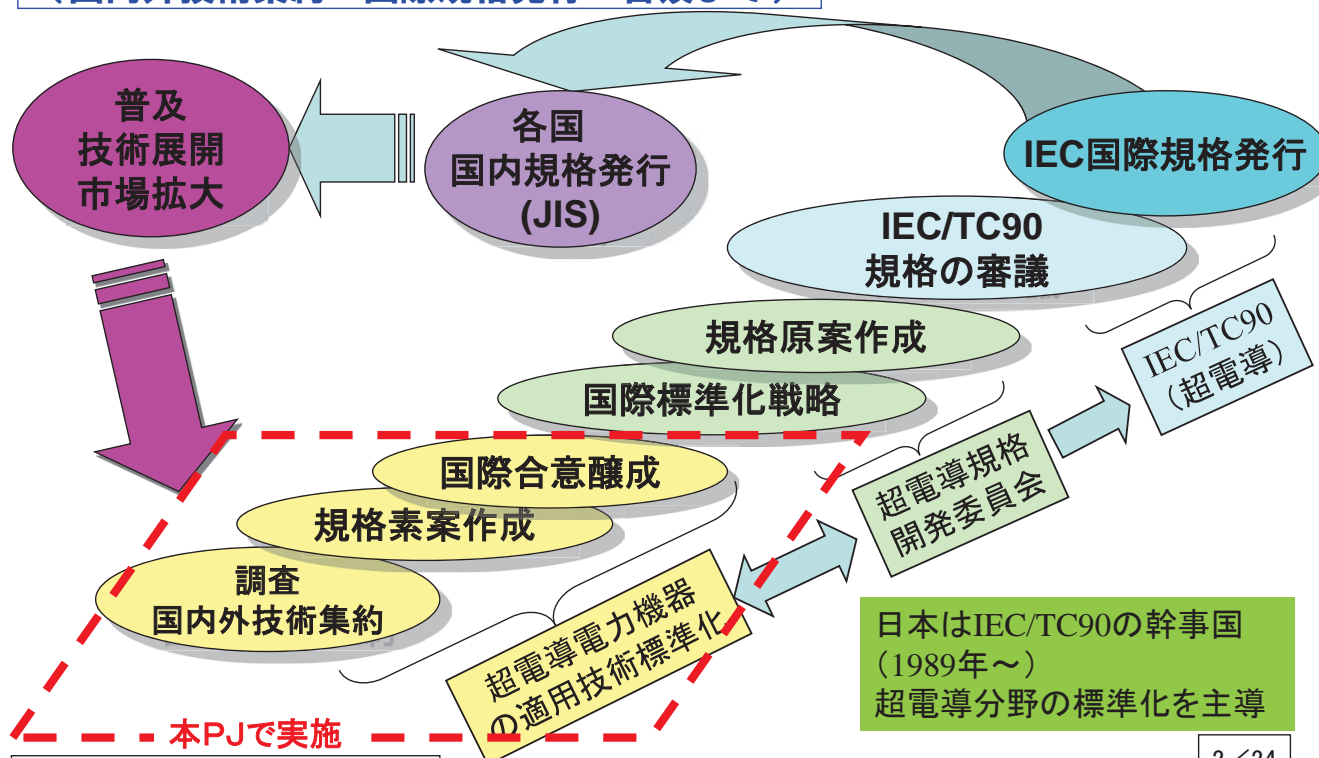 普及
技術展開
市場拡大
各国
国内規格発行
(JIS)
IEC国際規格発行
IEC/TC90
規格の審議
規格原案作成
国際標準化戦略
国際合意醸成
規格素案作成
調査
国内外技術集約
IEC/TC90
(超電導)
超電導規格
開発委員会
超電導電力機器
の適用技術標準化
日本はIEC/TC90の幹事国
(1989年~)
超電導分野の標準化を主導
本PJで実施